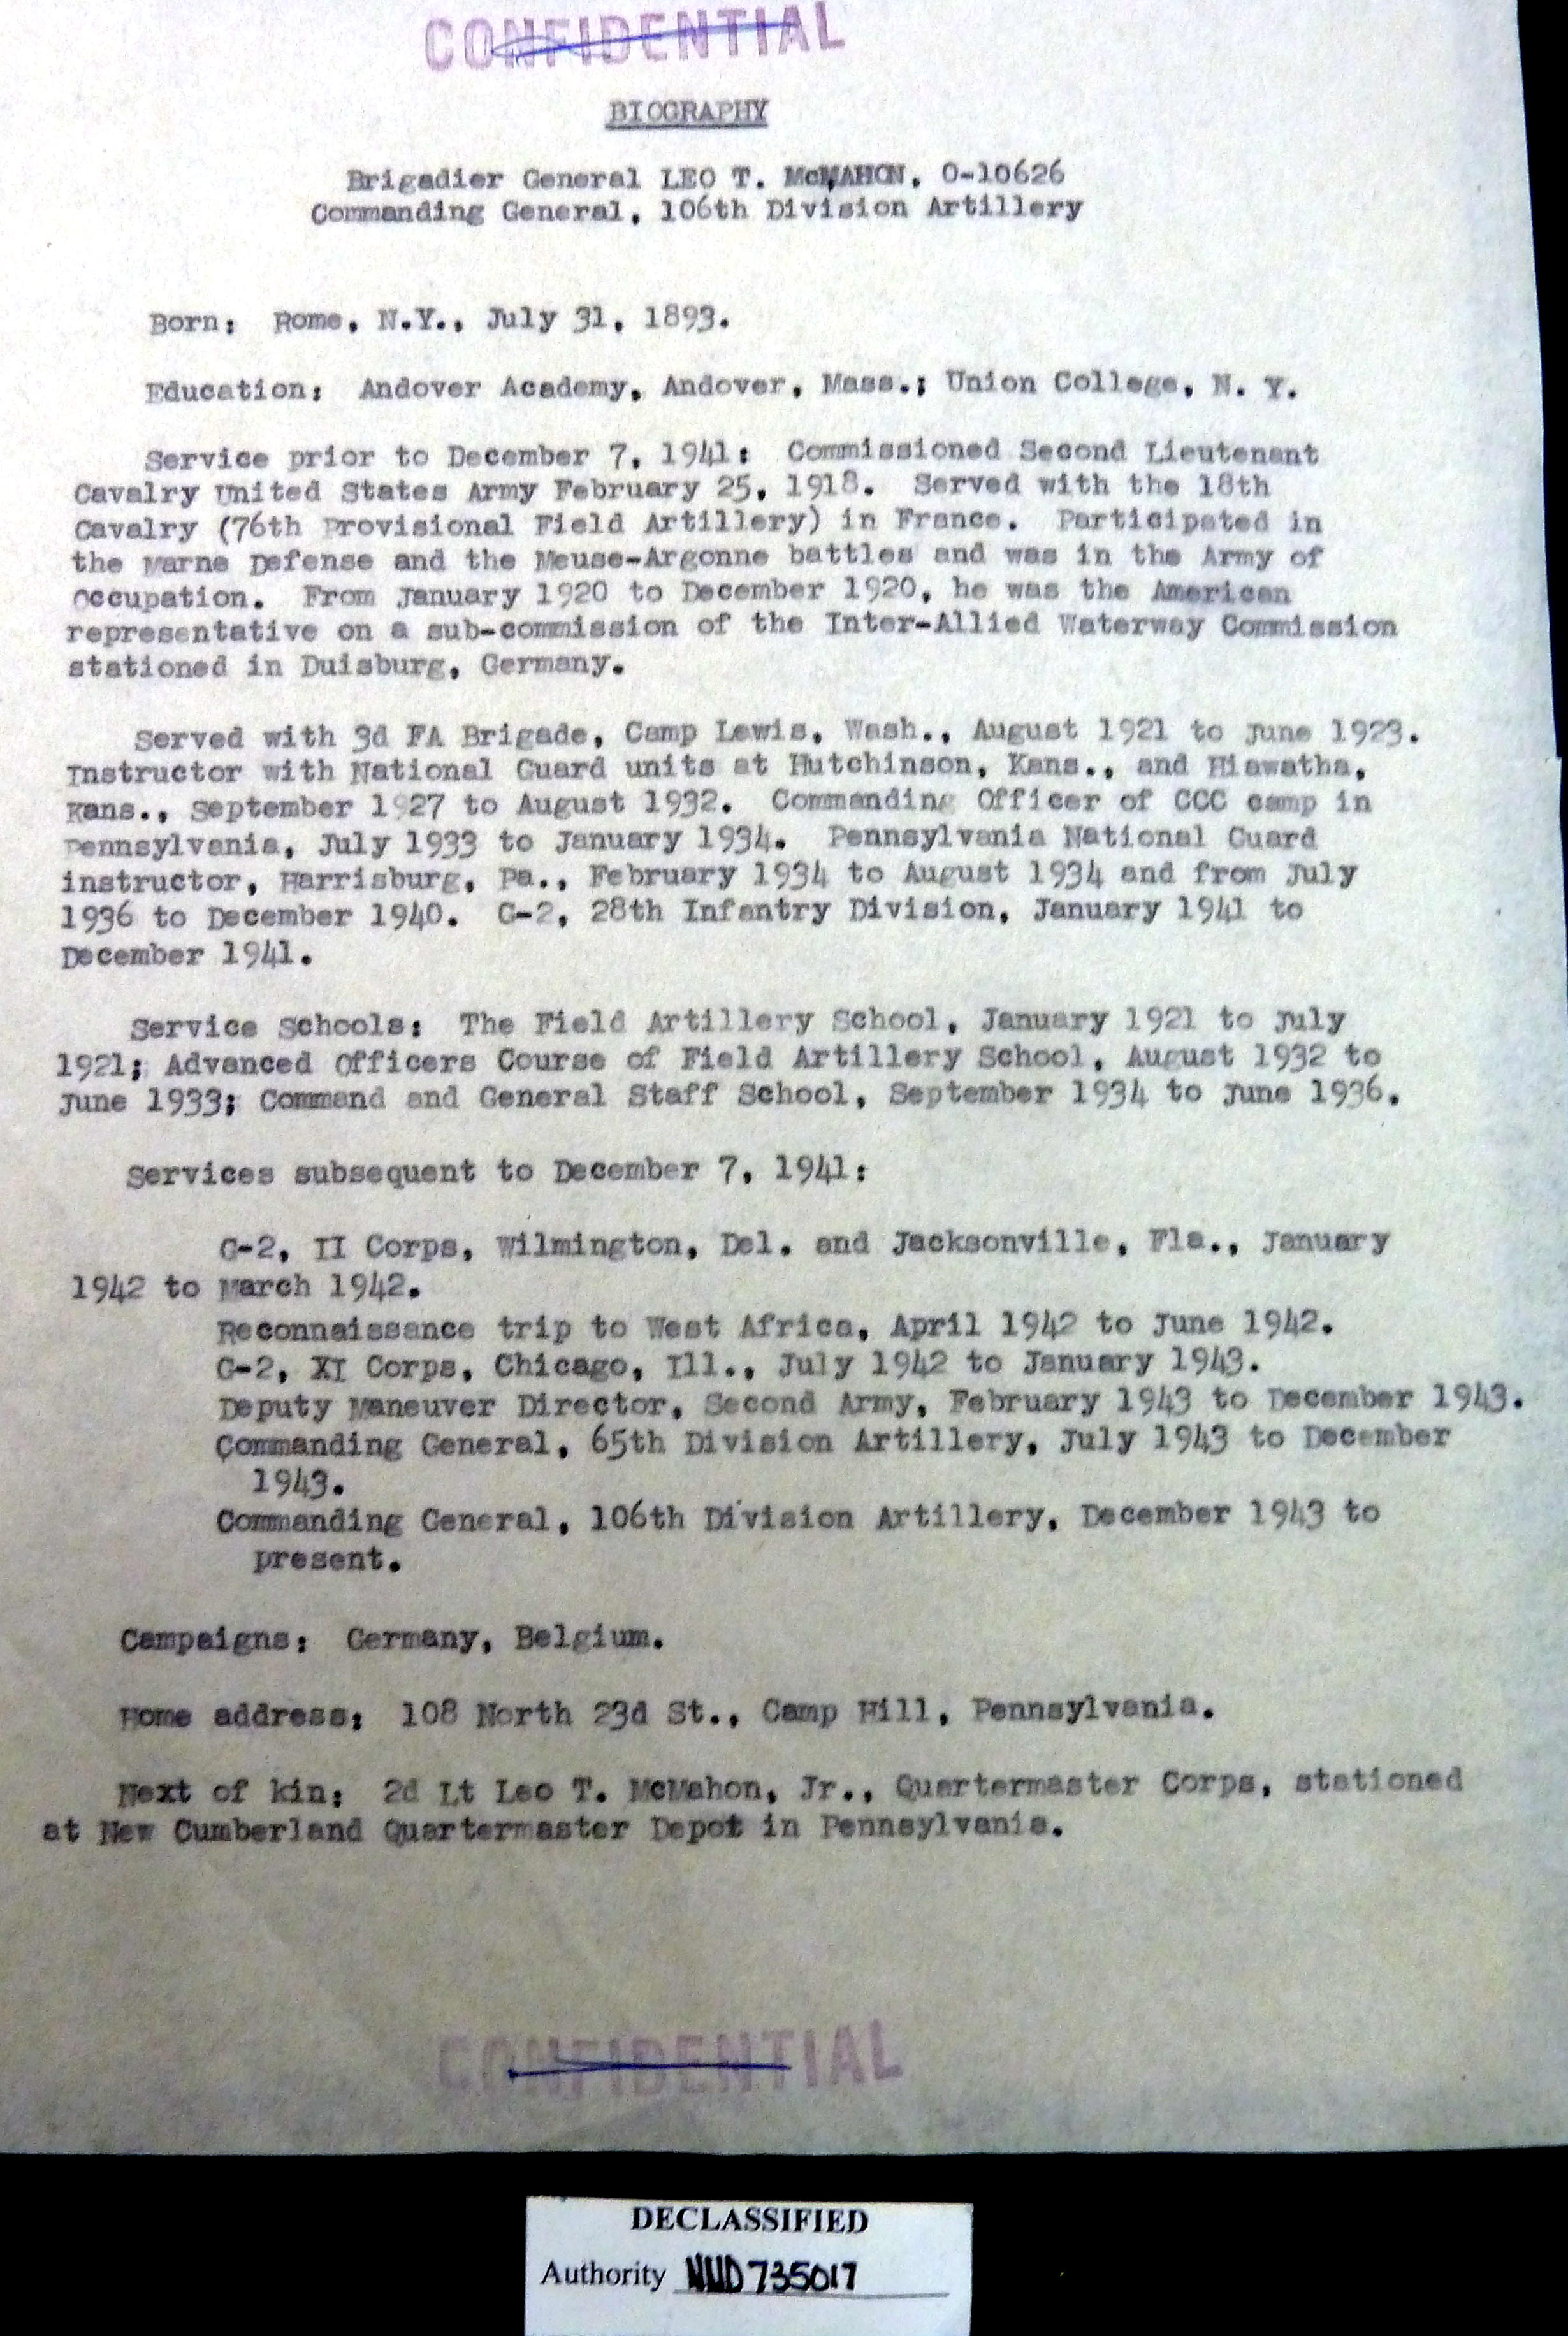 CONFIDENTIAL
BIOGRAPHY
Brigadier General LEO T. McMAHON, O-10626
Commanding General, 106th Division Artillery
Born: Rome, N.Y., July 31, 1893.
Education: Andover Academy, Andover, Mass.; Union College, N. Y.
Service prior to December 7, 1941: Commissioned Second Lieutenant
Cavalry United States Army February 25, 1918. Served with the 18th
Cavalry (76th Provisional Field Artillery) in France. Participated in
the Marne Defense and the Meuse-Argonne battles and was in the Army of
Occupation. From January 1920 to December 1920, he was the American
representative on a sub-commission of the Inter-Allied Waterway Commission
stationed in Duisburg, Germany.
Served with 3d FA Brigade, Camp Lewis, Wash., August 1921 to June 1923.
Instructor with National Guard units at Hutchinson, Kans., and Hiawatha,
Kans., September 1927 to August 1932. Commanding Officer of CCC camp in
Pennsylvania, July 1933 to January 1934. Pennsylvania National Guard
instructor, Harrisburg, Pa., February 1934 to August 1934 and from July
1936 to December 1940. G-2, 28th Infantry Division, January 1941 to
December 1941.
Service Schools: The Field Artillery School, January 1921 to July
1921; Advanced Officers Course of Field Artillery School, August 1932 to
June 1933; Command and General Staff School, September 1934 to June 1936.
Services subsequent to December 7, 1941:
G-2, II Corps, Wilmington, Del. and Jacksonville, Fla., January
1942 to March 1942.
Reconnaissance trip to West Africa, April 1942 to June 1942.
G-2, XI Corps, Chicago, Ill., July 1942 to January 1943.
Deputy Maneuver Director, Second Army, February 1943 to December 1943.
Commanding General, 65th Division Artillery, July 1943 to December
1943.
Commanding General, 106th Division Artillery, December 1943 to
present.
Campaigns: Germany, Belgium.
Home address: 108 North 23d St., Camp Hill, Pennsylvania.
Next of kin: 2d Lt Leo T. McMahon, Jr., Quartermaster Corps, stationed
at New Cumberland Quartermaster Depot in Pennsylvania.
CONFIDENTIAL
DECLASSIFIED
Authority NND735017